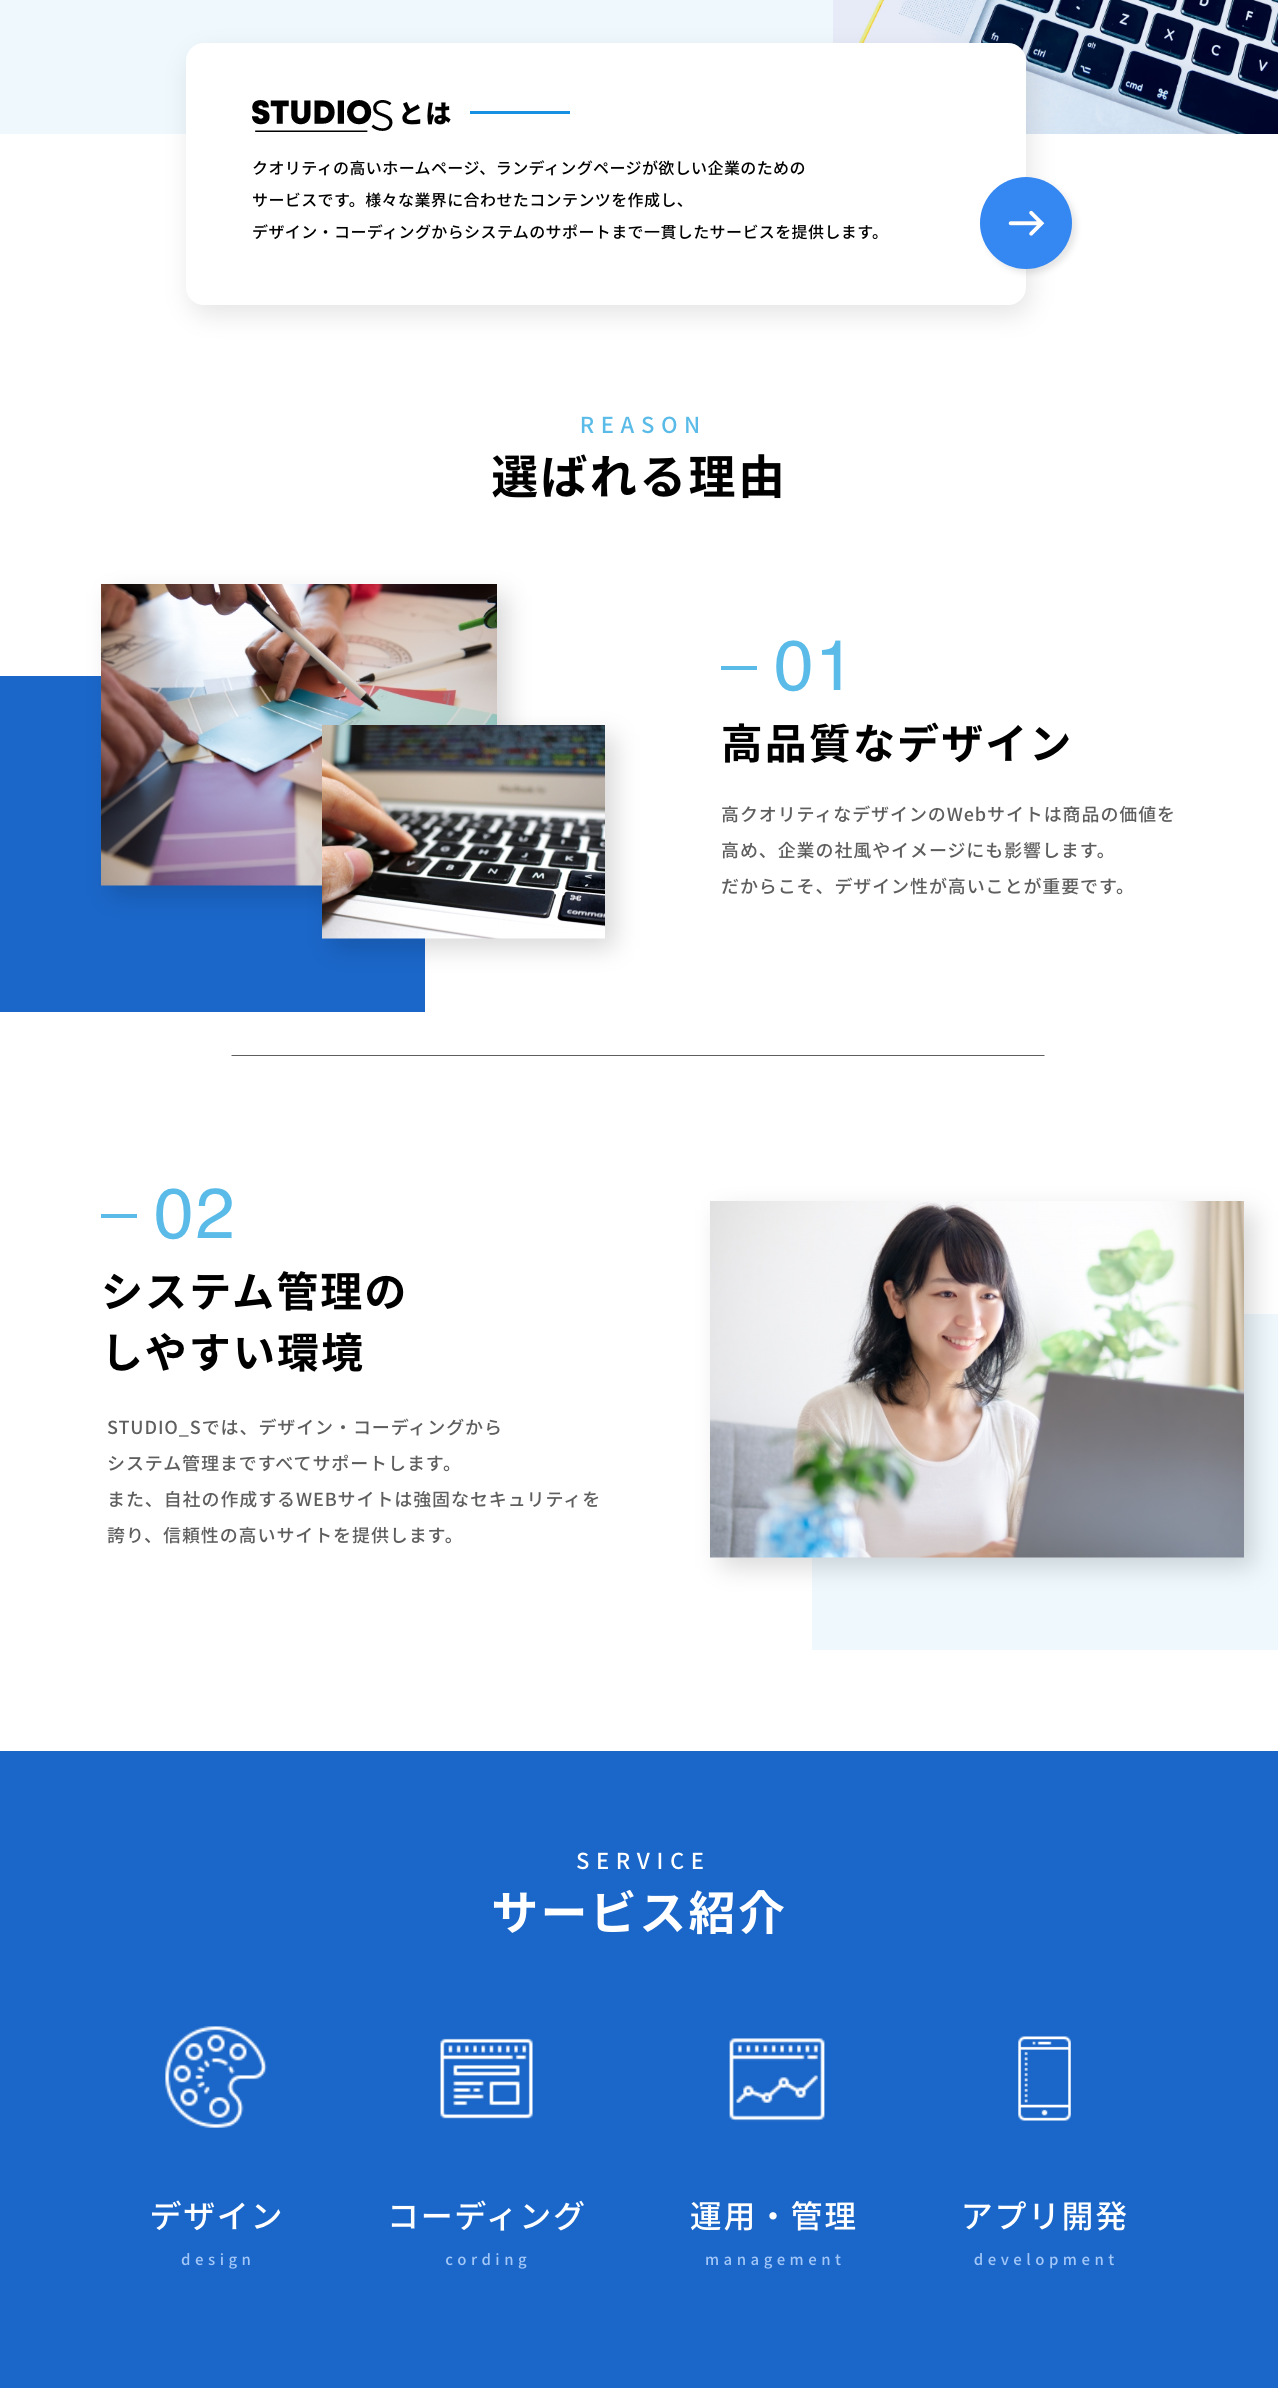 STUDIOS とは
クオリティの高いホームページ、ランディングページが欲しい企業のための
サービスです。様々な業界に合わせたコンテンツを作成し、
デザイン・コーディングからシステムのサポートまで一貫したサービスを提供します。
REASON
選ばれる理由
01
高品質なデザイン
高クオリティなデザインのWebサイトは商品の価値を
高め、企業の社風やイメージにも影響します。
だからこそ、デザイン性が高いことが重要です。
02
システム管理の
しやすい環境
STUDIO_Sでは、デザイン・コーディングから
システム管理まですべてサポートします。
また、自社の作成するWEBサイトは強固なセキュリティを
誇り、信頼性の高いサイトを提供します。
SERVICE
サービス紹介
デザイン
design
コーディング
cording
運用・管理
management
アプリ開発
development